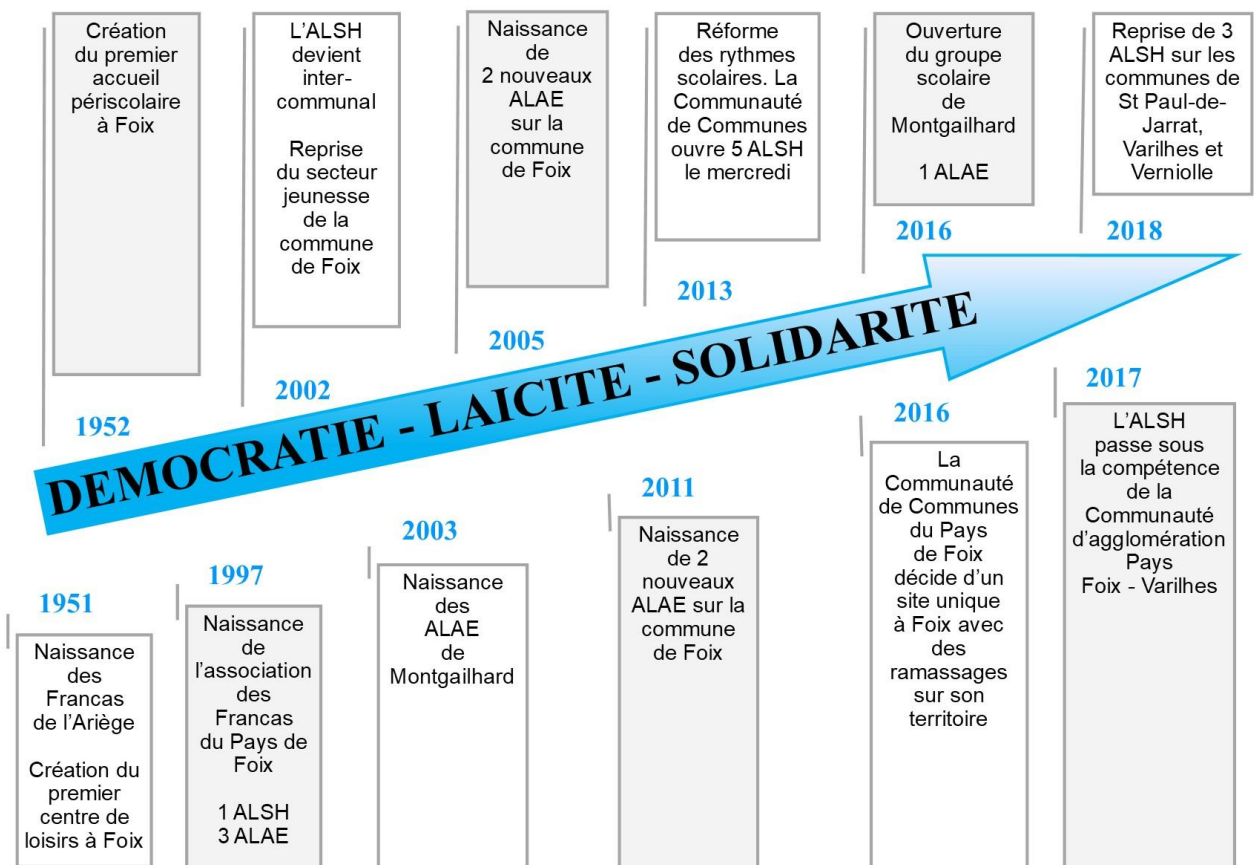 Création
du premier
accueil
périscolaire
à Foix
1952
L’ALSH
devient
inter-
communal
Reprise
du secteur
jeunesse
de la
commune
de Foix
2002
Naissance
de
2 nouveaux
ALAE
sur la
commune
de Foix
2005
Réforme
des rythmes
scolaires. La
Communauté
de Communes
ouvre 5 ALSH
le mercredi
2013
Ouverture
du groupe
scolaire
de
Montgailhard
1 ALAE
2016
Reprise de 3
ALSH sur les
communes de
St Paul-de-
Jarrat,
Varilhes et
Verniolle
2018
DEMOCRATIE - LAICITE - SOLIDARITE
1951
Naissance
des
Francas
de l’Ariège
Création du
premier
centre de
loisirs à Foix
1997
Naissance
de
l’association
des
Francas
du Pays de
Foix
1 ALSH
3 ALAE
2003
Naissance
des
ALAE
de
Montgailhard
2011
Naissance
de 2
nouveaux
ALAE sur la
commune
de Foix
2016
La
Communauté
de Communes
du Pays
de Foix
décide d’un
site unique
à Foix avec
des
ramassages
sur son
territoire
2017
L’ALSH
passe sous
la compétence
de la
Communauté
d’agglomération
Pays
Foix - Varilhes